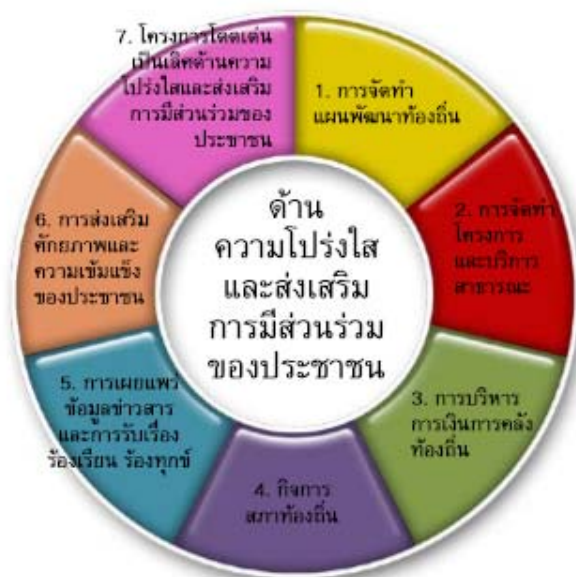 7. โครงการโดดเด่น
เป็นเลิศด้านความ
โปร่งใสและส่งเสริม
การมีส่วนร่วมของ
ประชาชน
1. การจัดทำ
แผนพัฒนาท้องถิ่น
2. การจัดทำ
โครงการ
และบริการ
สาธารณะ
3. การบริหาร
การเงินการคลัง
ท้องถิ่น
4. กิจการ
สภาท้องถิ่น
5. การเผยแพร่
ข้อมูลข่าวสาร
และการรับเรื่อง
ร้องเรียน ร้องทุกข์
6. การส่งเสริม
ศักยภาพและ
ความเข้มแข็ง
ของประชาชน
ด้าน
ความโปร่งใส
และส่งเสริม
การมีส่วนร่วม
ของประชาชน